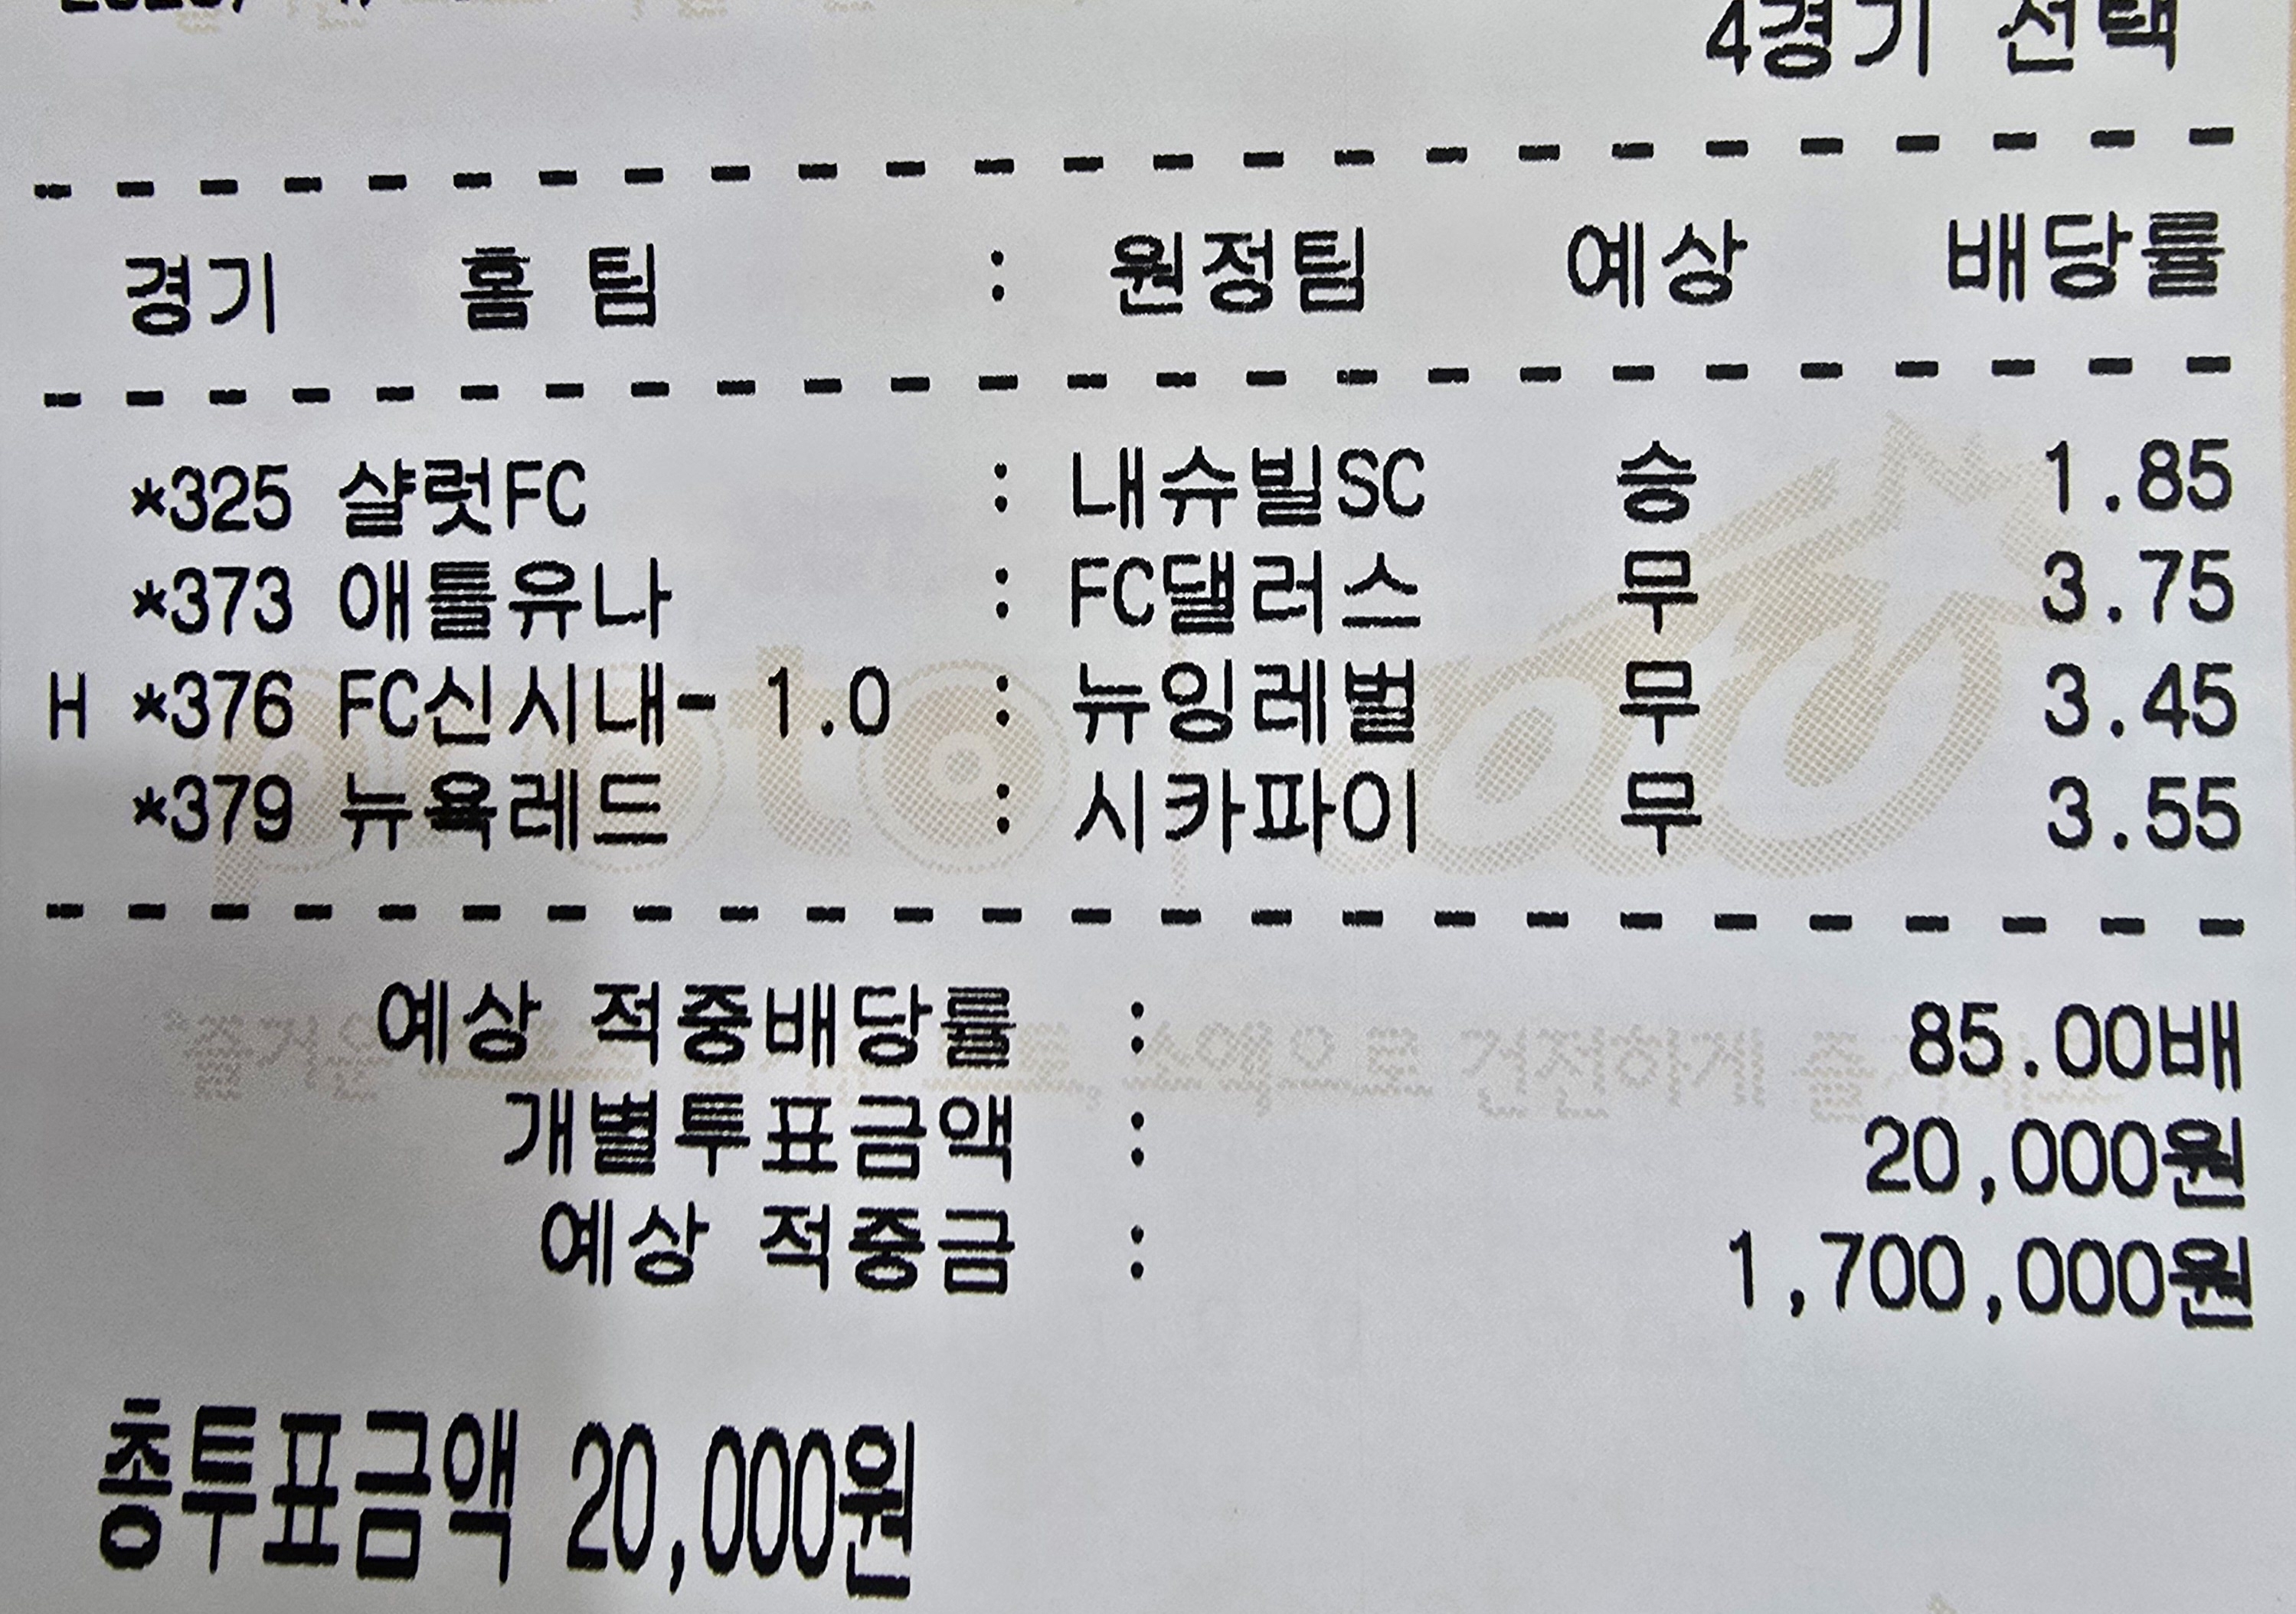 4경기 선택
경기 홈 팀 : 원정팀 예상 배당률
*325 샬럿FC : 내슈빌SC 승 1.85
*373 애틀유나 : FC댈러스 무 3.75
H *376 FC신시내- 1.0 : 뉴잉레벌 무 3.45
*379 뉴욕레드 : 시카파이 무 3.55
예상 적중배당률 : 85.00배
개별투표금액 : 20,000원
예상 적중금 : 1,700,000원
총투표금액 20,000원